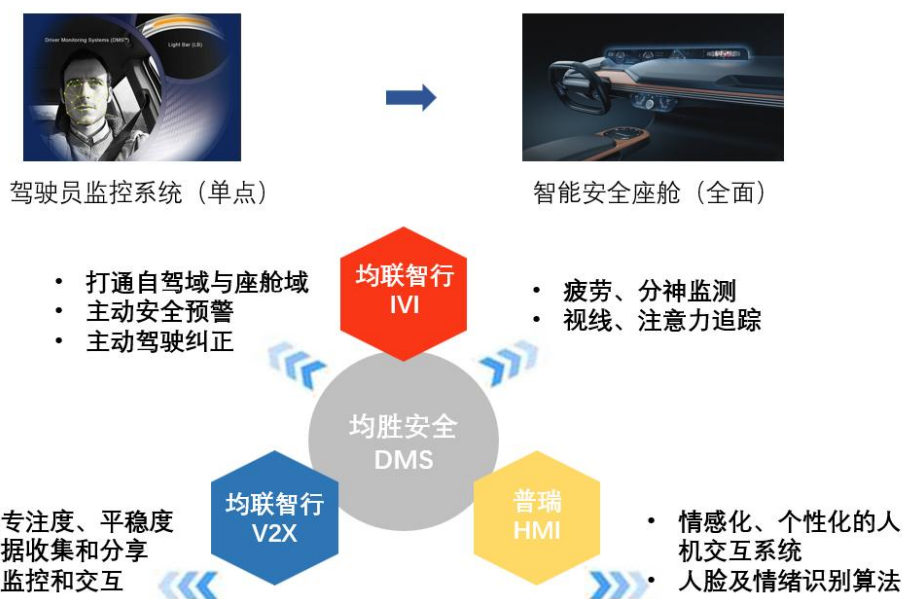 Driver Monitoring Systems (DMS™)
Light Bar (LB)
驾驶员监控系统（单点）
智能安全座舱（全面）
• 打通自驾域与座舱域
• 主动安全预警
• 主动驾驶纠正
均联智行
IVI
• 疲劳、分神监测
• 视线、注意力追踪
均胜安全
DMS
均联智行
V2X
普瑞
HMI
专注度、平稳度
据收集和分享
监控和交互
• 情感化、个性化的人
机交互系统
• 人脸及情绪识别算法